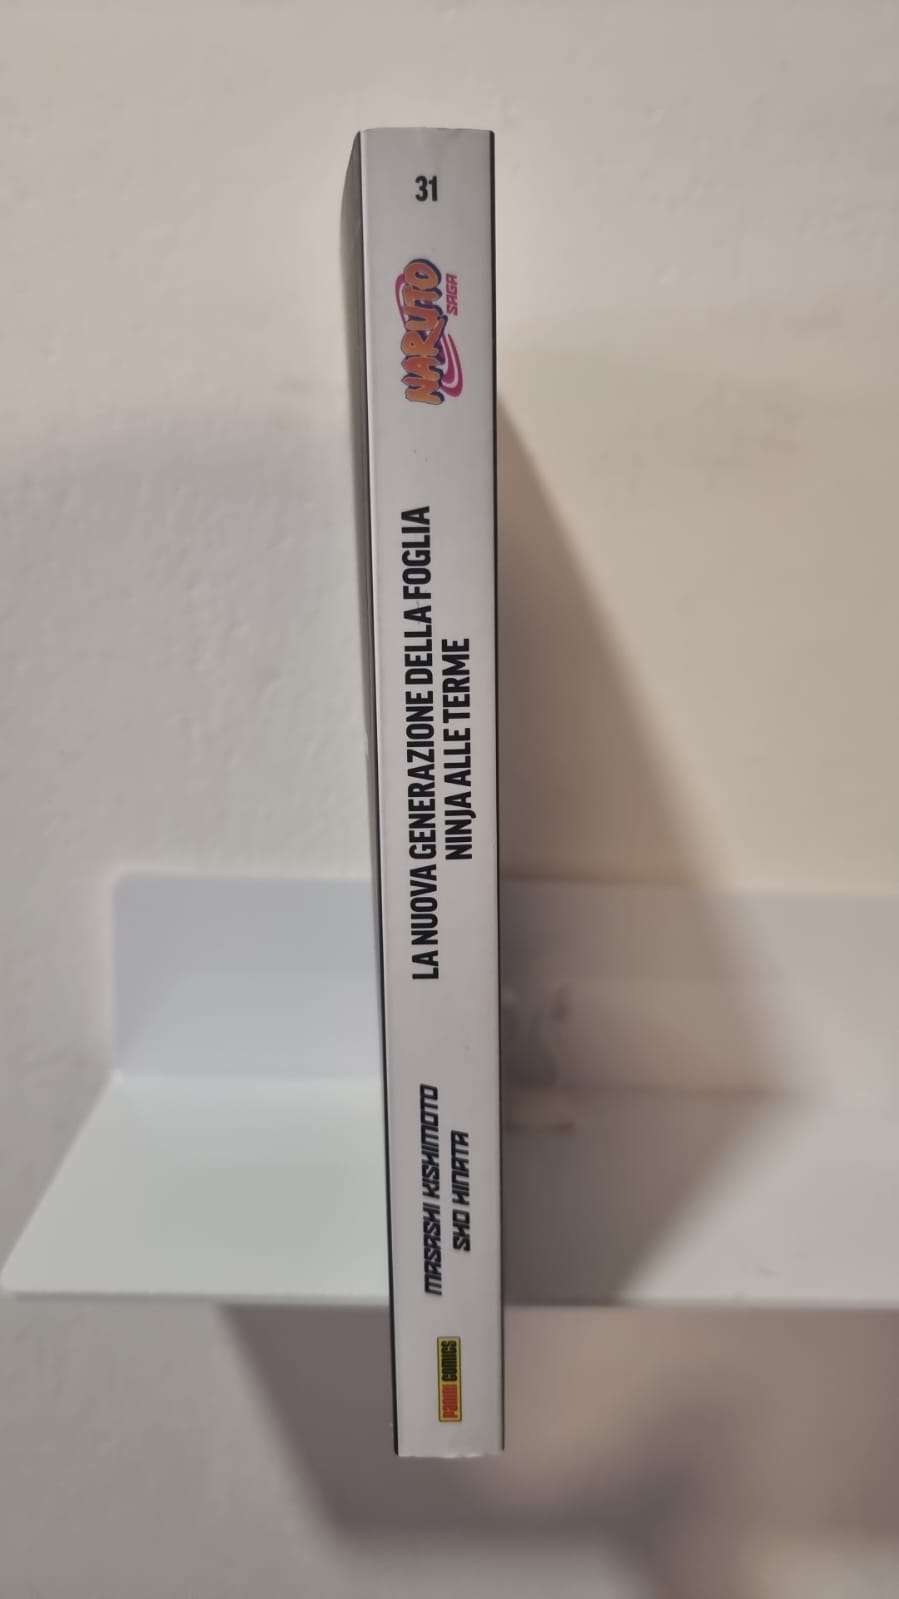 31
NARUTO
SAGA
LA NUOVA GENERAZIONE DELLA FOGLIA
NINJA ALLE TERME
MASASHI KISHIMOTO
SHO HINATA
PANINI COMICS